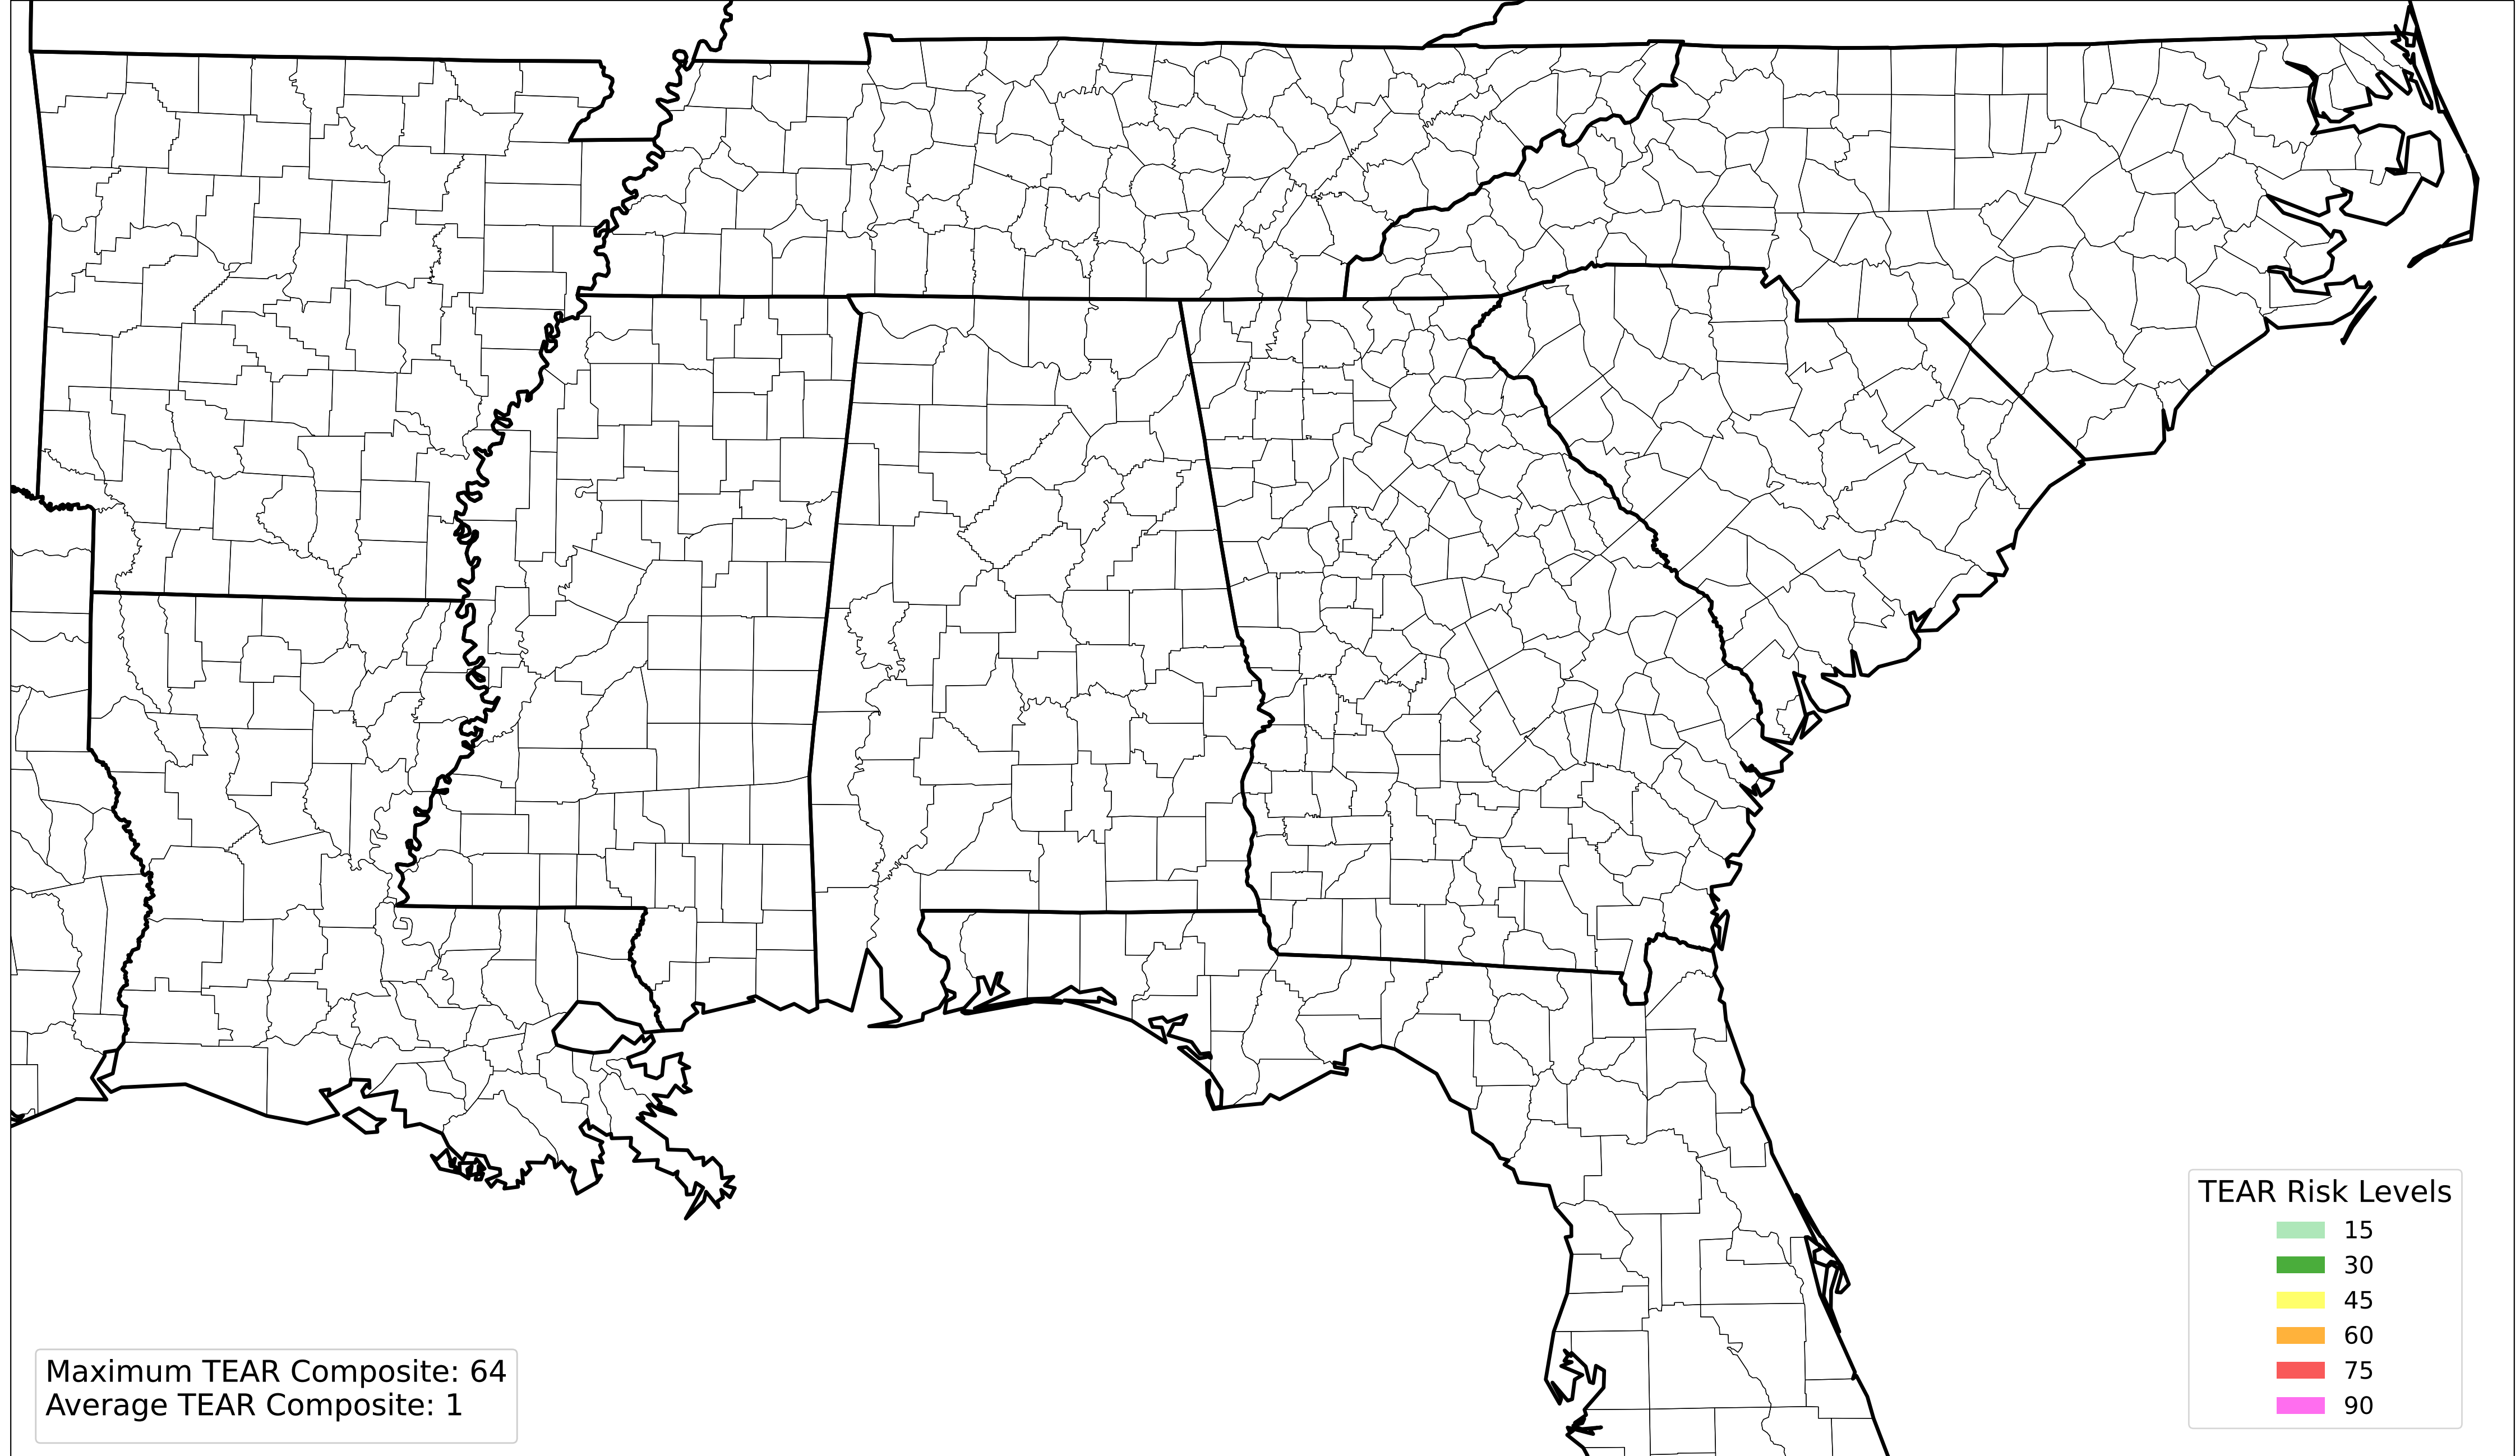 TEAR Risk Levels
15
30
45
60
75
90
Maximum TEAR Composite: 64
Average TEAR Composite: 1